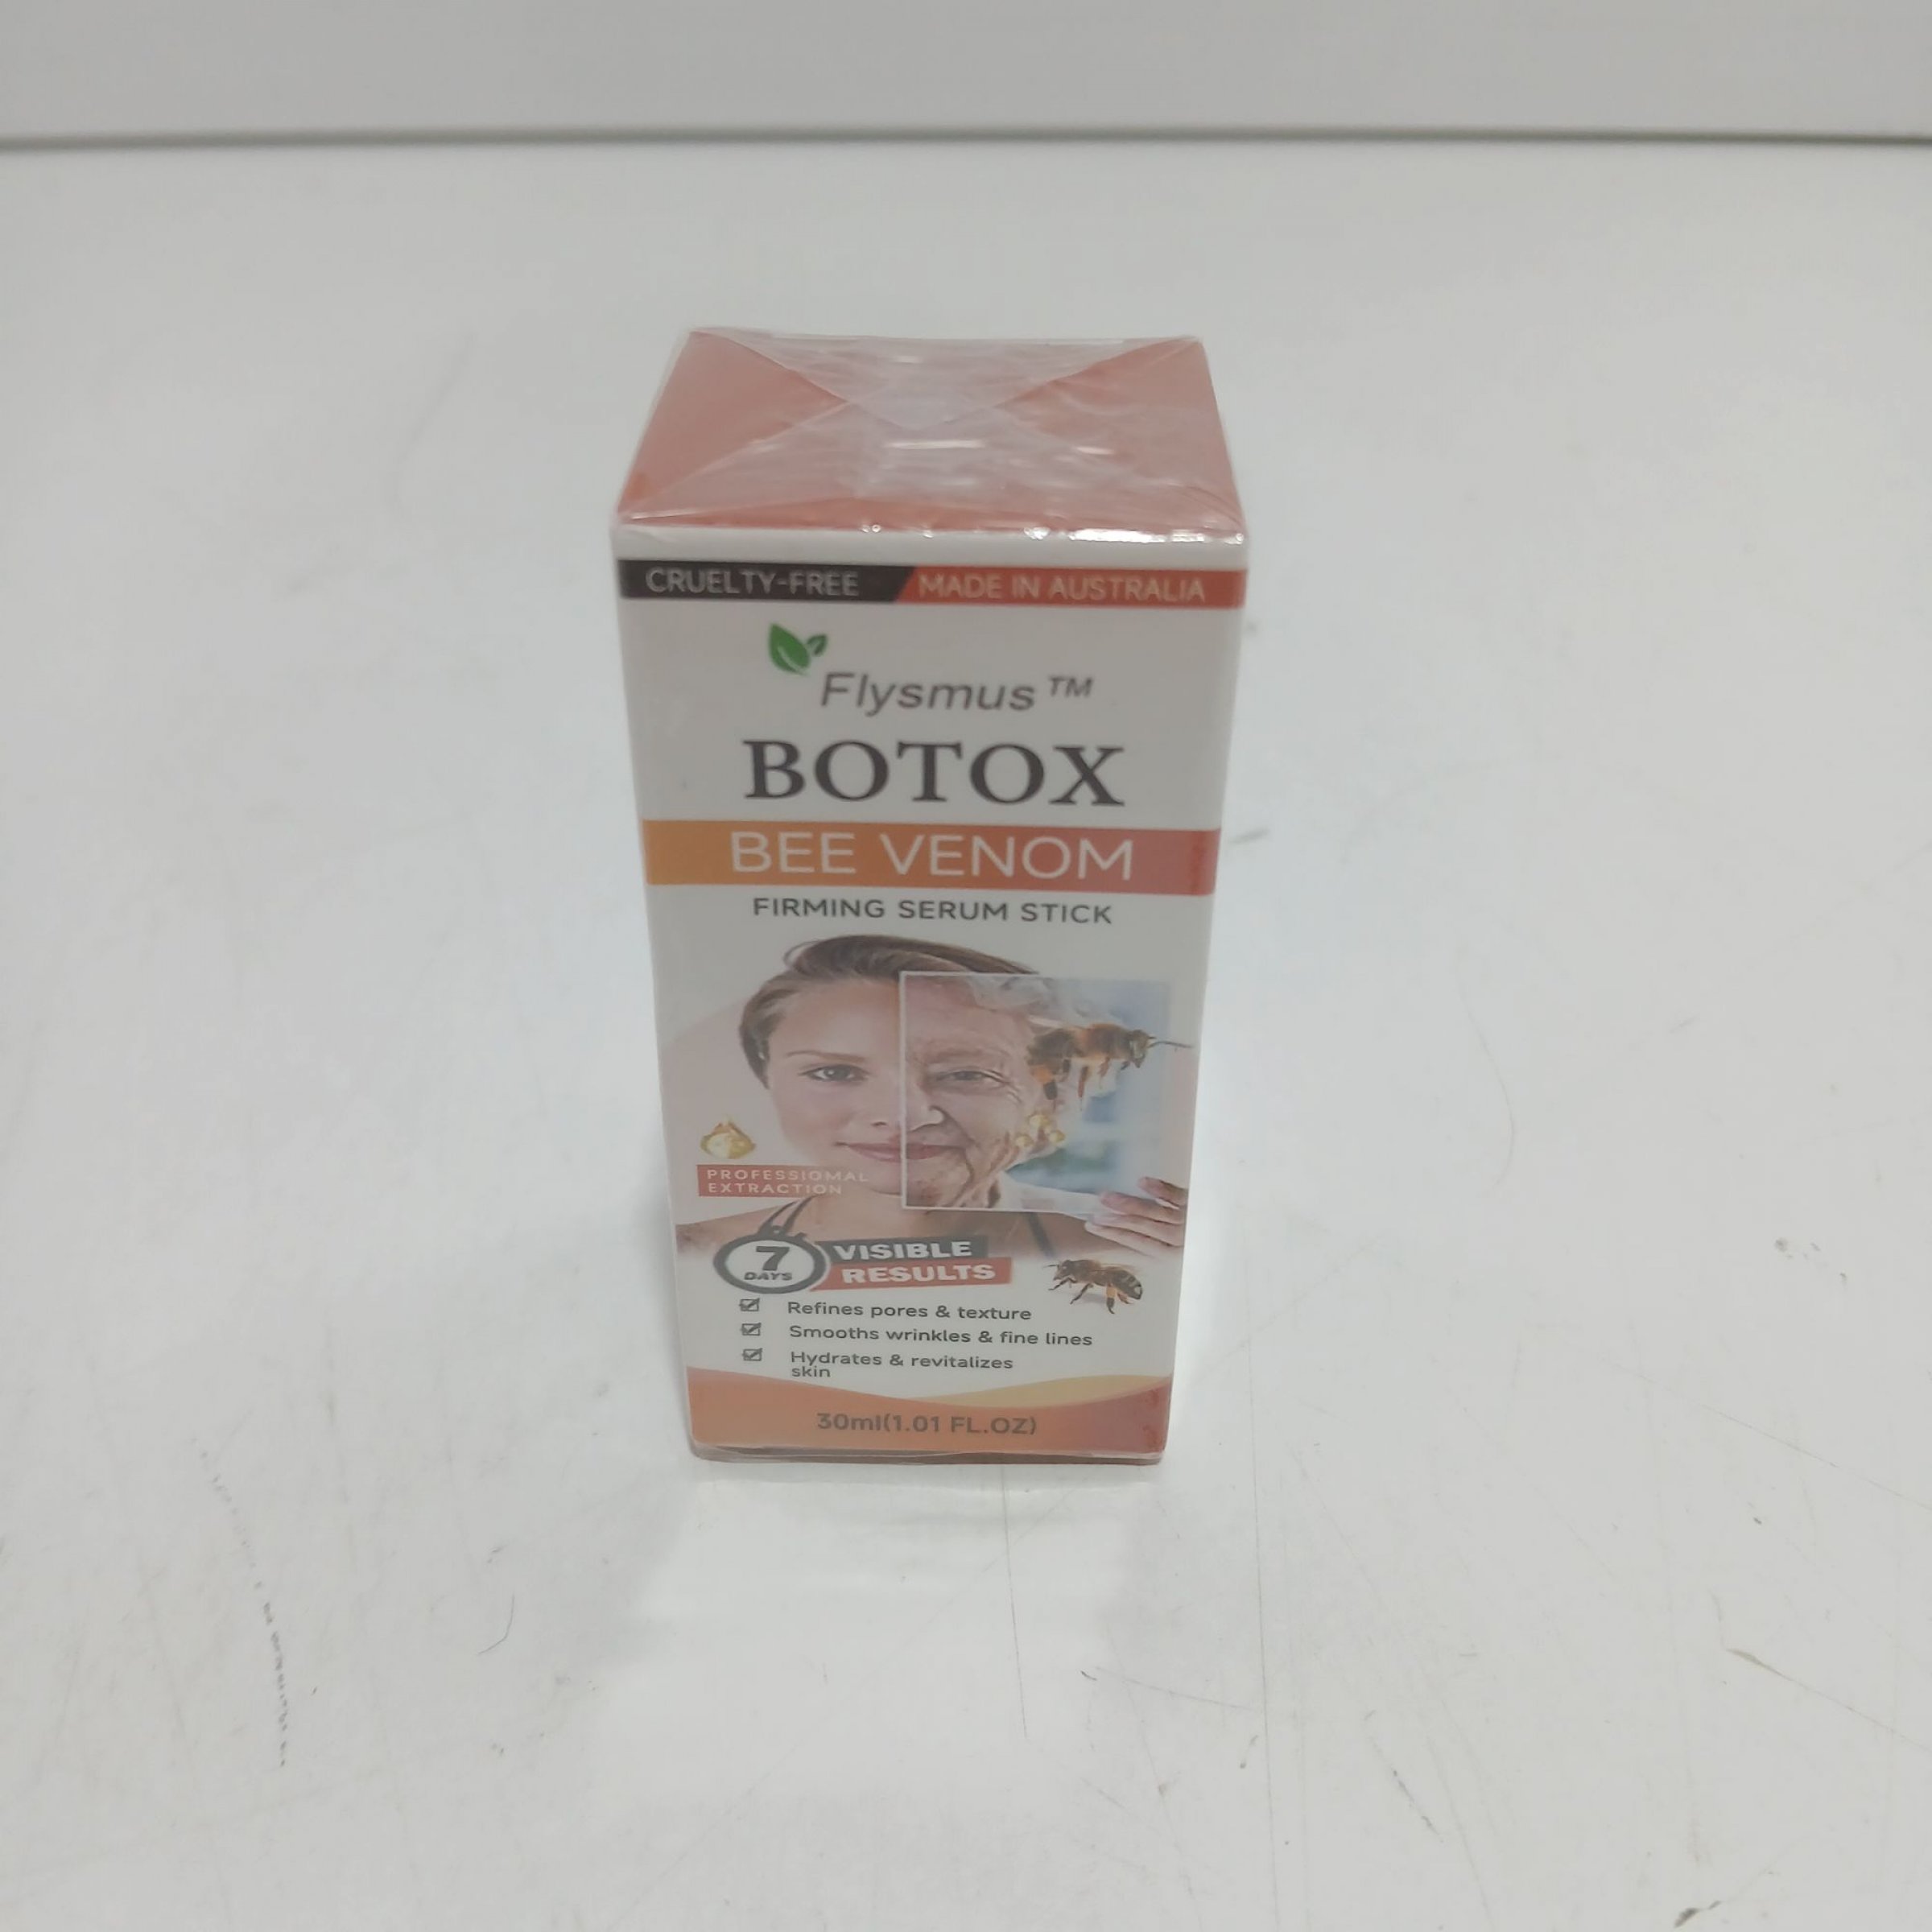 CRUELTY-FREE MADE IN AUSTRALIA
Flysmus™
BOTOX
BEE VENOM
FIRMING SERUM STICK
PROFESSIONAL
EXTRACTION
7
DAYS
VISIBLE
RESULTS
Refines pores & texture
Smooths wrinkles & fine lines
Hydrates & revitalizes
skin
30ml(1.01 FL.OZ)